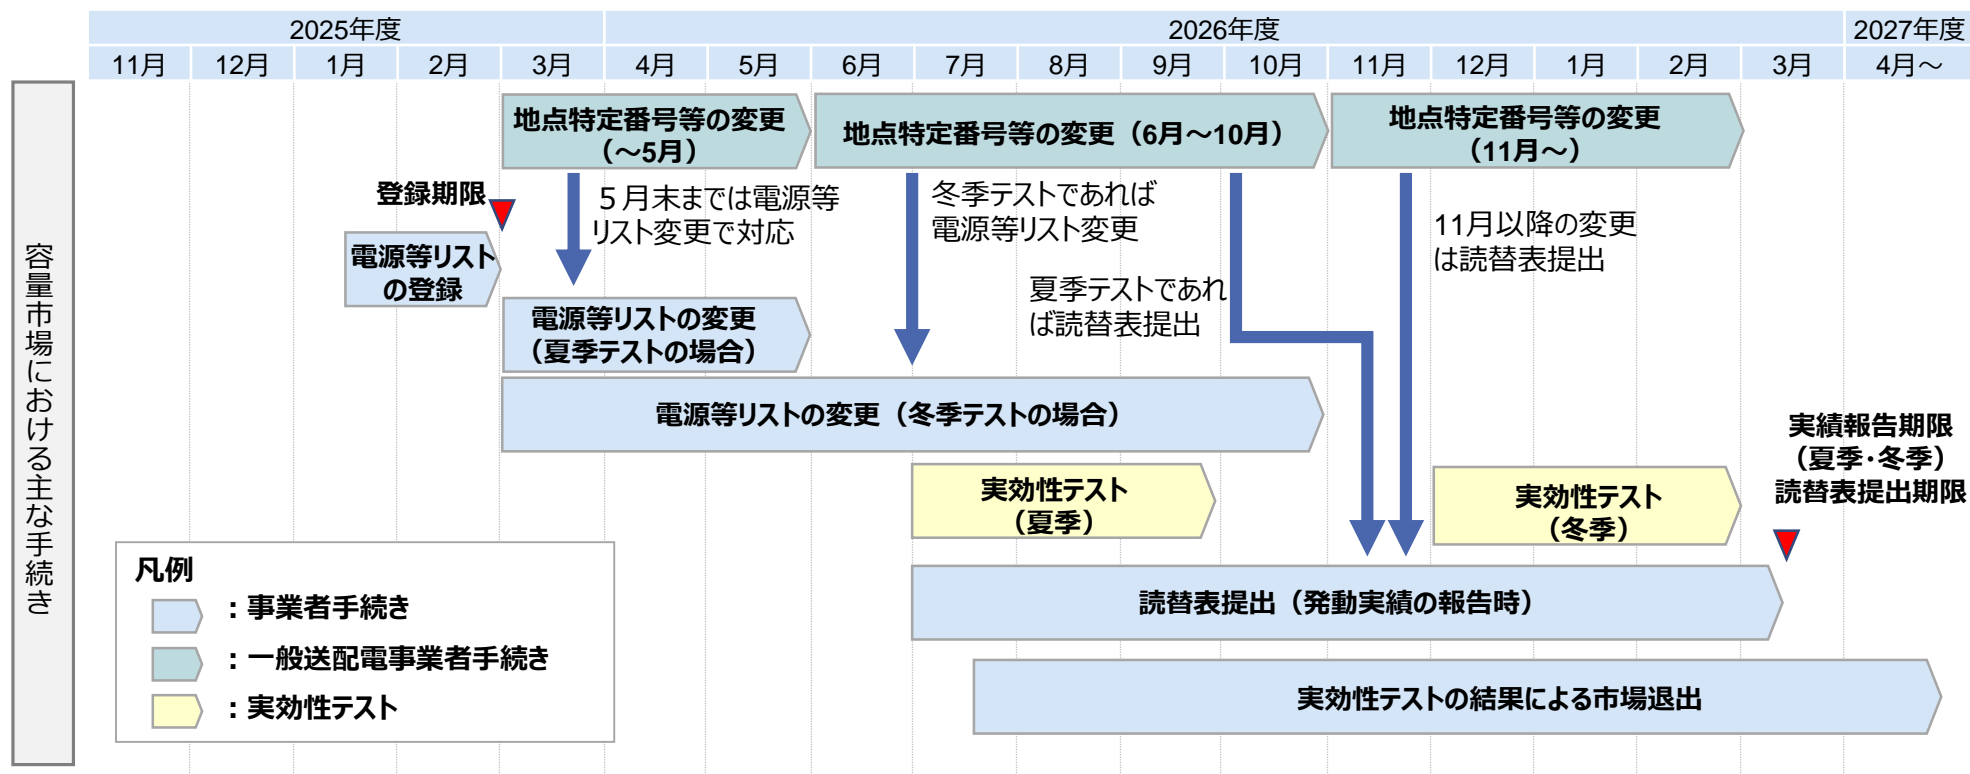 2025年度
2026年度
2027年度
11月
12月
1月
2月
3月
4月
5月
6月
7月
8月
9月
10月
11月
12月
1月
2月
3月
4月～
容量市場における主な手続き
地点特定番号等の変更
（～5月）
地点特定番号等の変更（6月～10月）
地点特定番号等の変更
（11月～）
登録期限
５月末までは電源等
リスト変更で対応
冬季テストであれば
電源等リスト変更
11月以降の変更
は読替表提出
電源等リスト
の登録
夏季テストであれ
ば読替表提出
電源等リストの変更
（夏季テストの場合）
電源等リストの変更（冬季テストの場合）
実績報告期限
（夏季・冬季）
読替表提出期限
実効性テスト
（夏季）
実効性テスト
（冬季）
読替表提出（発動実績の報告時）
実効性テストの結果による市場退出
凡例
：事業者手続き
：一般送配電事業者手続き
：実効性テスト